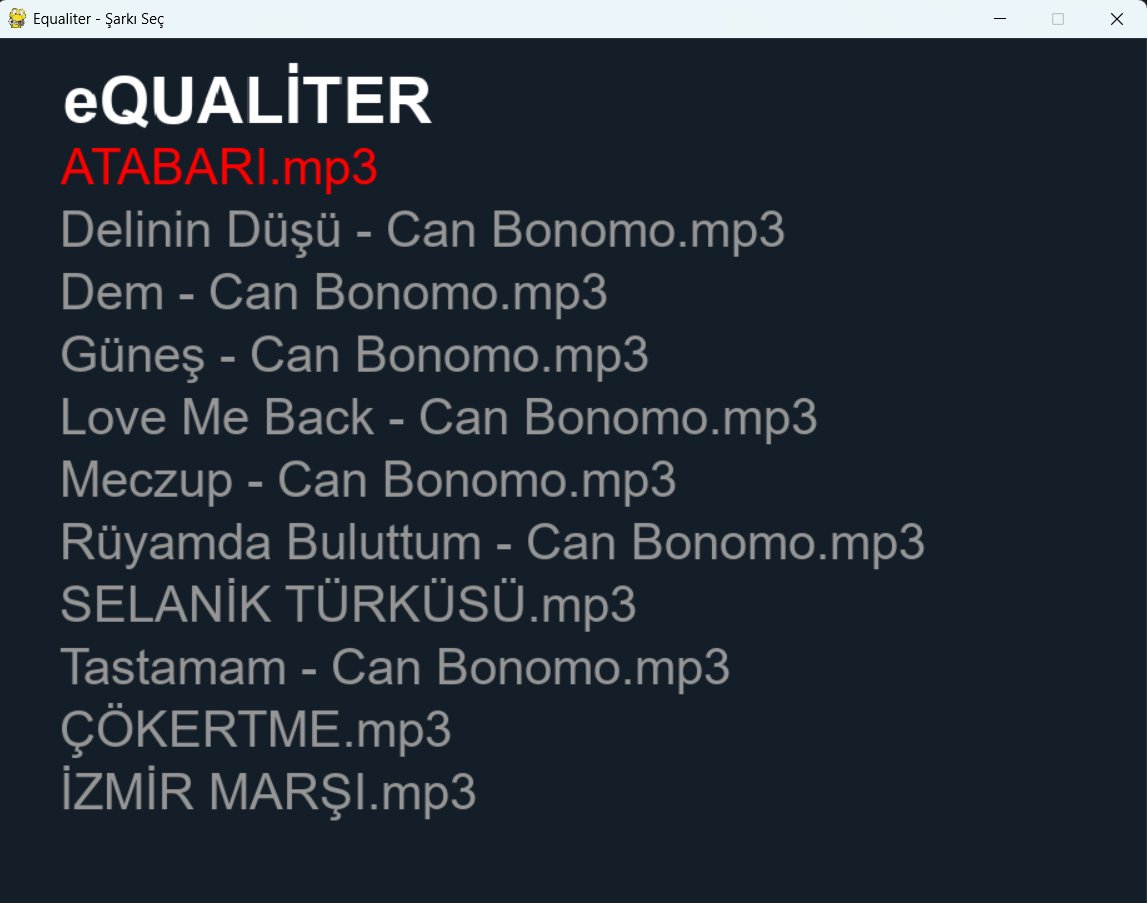 Equaliter - Şarkı Seç
eQUALİTER
ATABARI.mp3
Delinin Düşü - Can Bonomo.mp3
Dem - Can Bonomo.mp3
Güneş - Can Bonomo.mp3
Love Me Back - Can Bonomo.mp3
Meczup - Can Bonomo.mp3
Rüyamda Buluttum - Can Bonomo.mp3
SELANİK TÜRKÜSÜ.mp3
Tastamam - Can Bonomo.mp3
ÇÖKERTME.mp3
İZMİR MARŞI.mp3